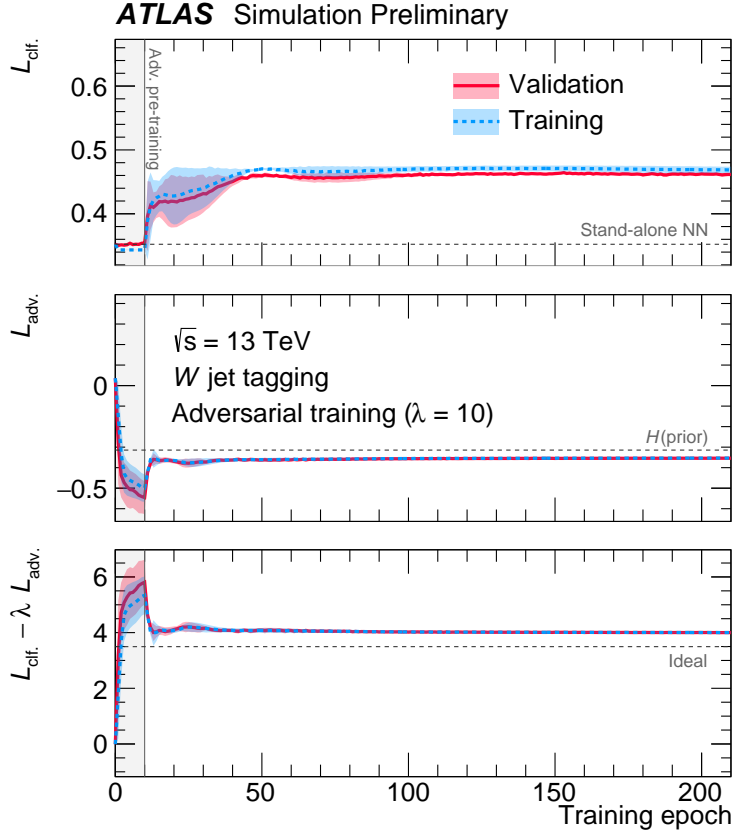 ATLAS Simulation Preliminary
L_clf.
0.6
0.5
0.4
Adv. pre-training
Validation
Training
Stand-alone NN
L_adv.
0
−0.5
√s = 13 TeV
W jet tagging
Adversarial training (λ = 10)
H(prior)
L_clf. − λ L_adv.
6
4
2
0
Ideal
0 50 100 150 200
Training epoch